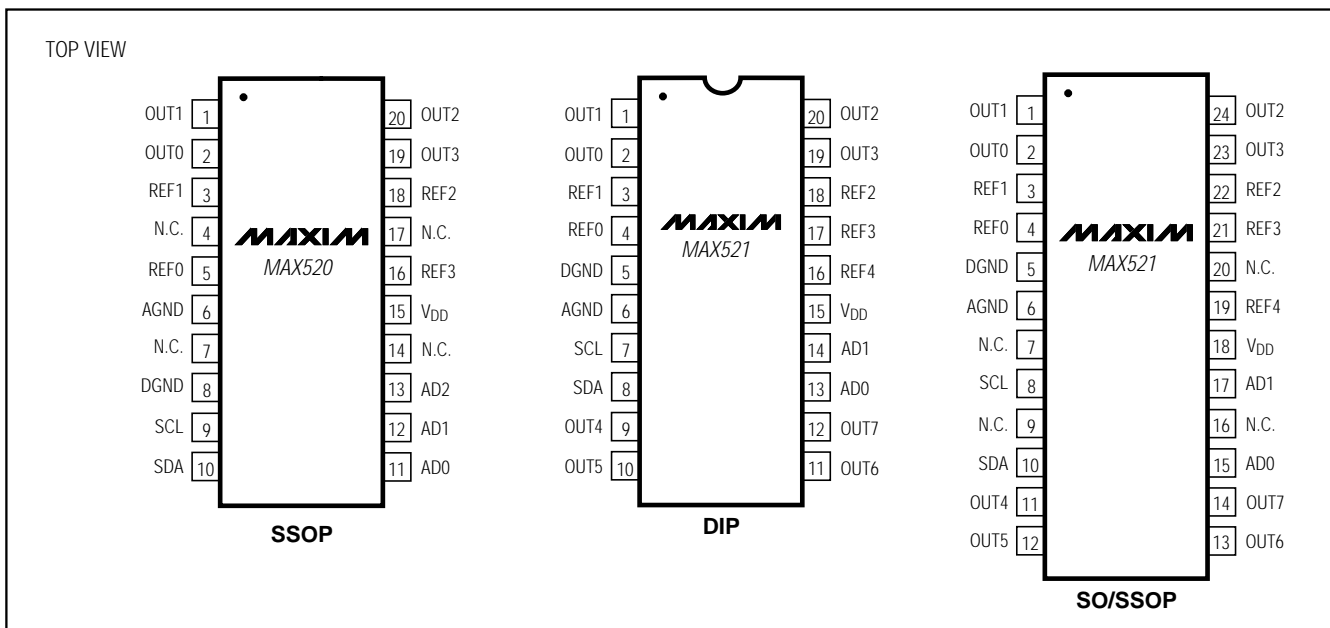 TOP VIEW
OUT1 1 20 OUT2
OUT0 2 19 OUT3
REF1 3 18 REF2
N.C. 4 17 N.C.
REF0 5 16 REF3
AGND 6 15 VDD
N.C. 7 14 N.C.
DGND 8 13 AD2
SCL 9 12 AD1
SDA 10 11 AD0
MAXIM
MAX520
SSOP
OUT1 1 20 OUT2
OUT0 2 19 OUT3
REF1 3 18 REF2
REF0 4 17 REF3
DGND 5 16 REF4
AGND 6 15 VDD
SCL 7 14 AD1
SDA 8 13 AD0
OUT4 9 12 OUT7
OUT5 10 11 OUT6
MAXIM
MAX521
DIP
OUT1 1 24 OUT2
OUT0 2 23 OUT3
REF1 3 22 REF2
REF0 4 21 REF3
DGND 5 20 N.C.
AGND 6 19 REF4
N.C. 7 18 VDD
SCL 8 17 AD1
N.C. 9 16 N.C.
SDA 10 15 AD0
OUT4 11 14 OUT7
OUT5 12 13 OUT6
MAXIM
MAX521
SO/SSOP